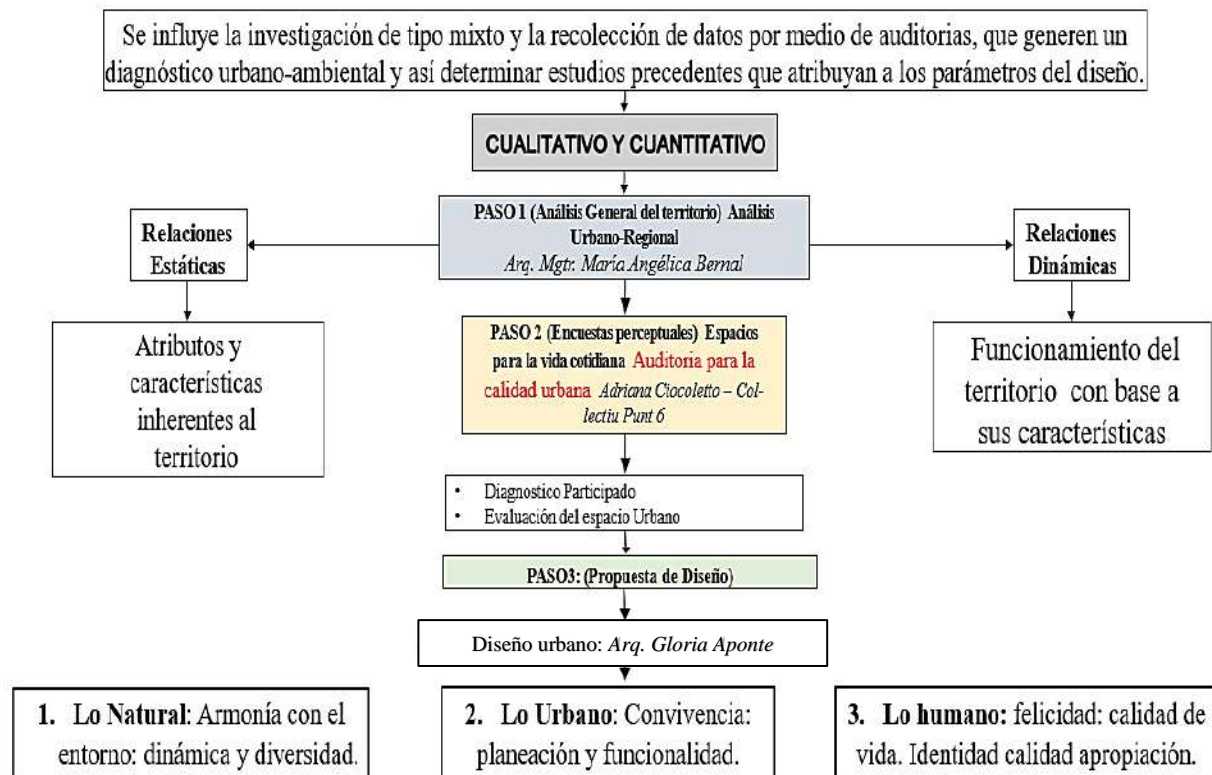 Se influye la investigación de tipo mixto y la recolección de datos por medio de auditorias, que generen un
diagnóstico urbano-ambiental y así determinar estudios precedentes que atribuyan a los parámetros del diseño.
CUALITATIVO Y CUANTITATIVO
PASO 1 (Análisis General del territorio) Análisis
Urbano-Regional
Arq. Mgtr. María Angélica Bernal
Relaciones
Estáticas
Relaciones
Dinámicas
Atributos y
características
inherentes al
territorio
PASO 2 (Encuestas perceptuales) Espacios
para la vida cotidiana Auditoria para la
calidad urbana Adriana Ciocoletto – Col-
lectiu Punt 6
Funcionamiento del
territorio con base a
sus características
• Diagnostico Participado
• Evaluación del espacio Urbano
PASO3: (Propuesta de Diseño)
Diseño urbano: Arq. Gloria Aponte
1. Lo Natural: Armonía con el
entorno: dinámica y diversidad.
2. Lo Urbano: Convivencia:
planeación y funcionalidad.
3. Lo humano: felicidad: calidad de
vida. Identidad calidad apropiación.